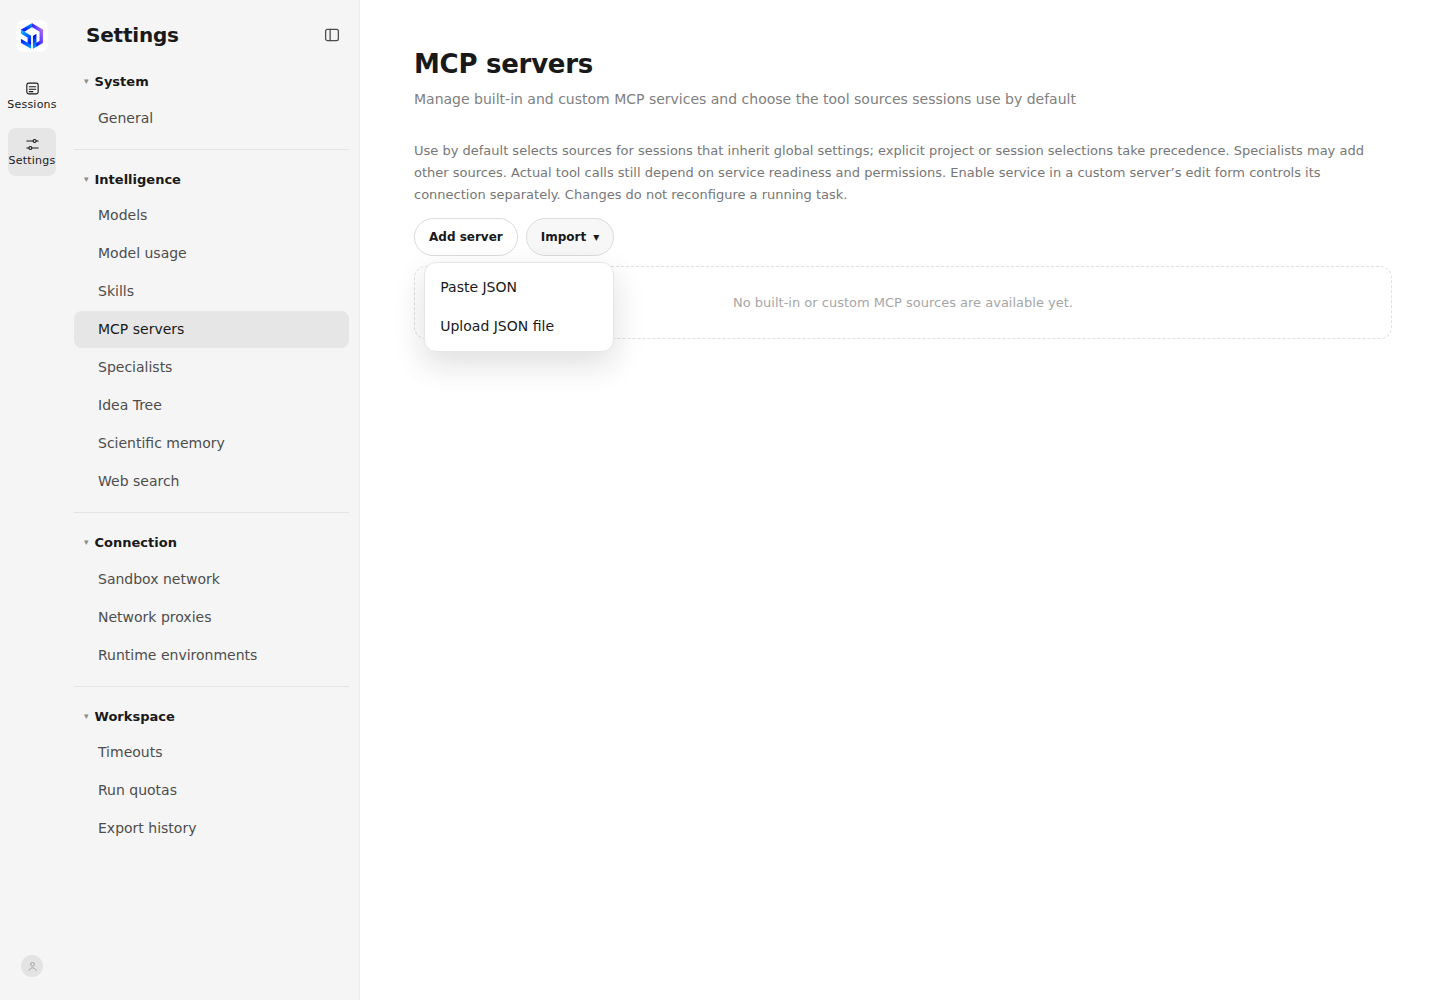 Settings
Sessions
Settings
System
General
Intelligence
Models
Model usage
Skills
MCP servers
Specialists
Idea Tree
Scientific memory
Web search
Connection
Sandbox network
Network proxies
Runtime environments
Workspace
Timeouts
Run quotas
Export history
MCP servers
Manage built-in and custom MCP services and choose the tool sources sessions use by default
Use by default selects sources for sessions that inherit global settings; explicit project or session selections take precedence. Specialists may add
other sources. Actual tool calls still depend on service readiness and permissions. Enable service in a custom server’s edit form controls its
connection separately. Changes do not reconfigure a running task.
Add server
Import
Paste JSON
Upload JSON file
No built-in or custom MCP sources are available yet.